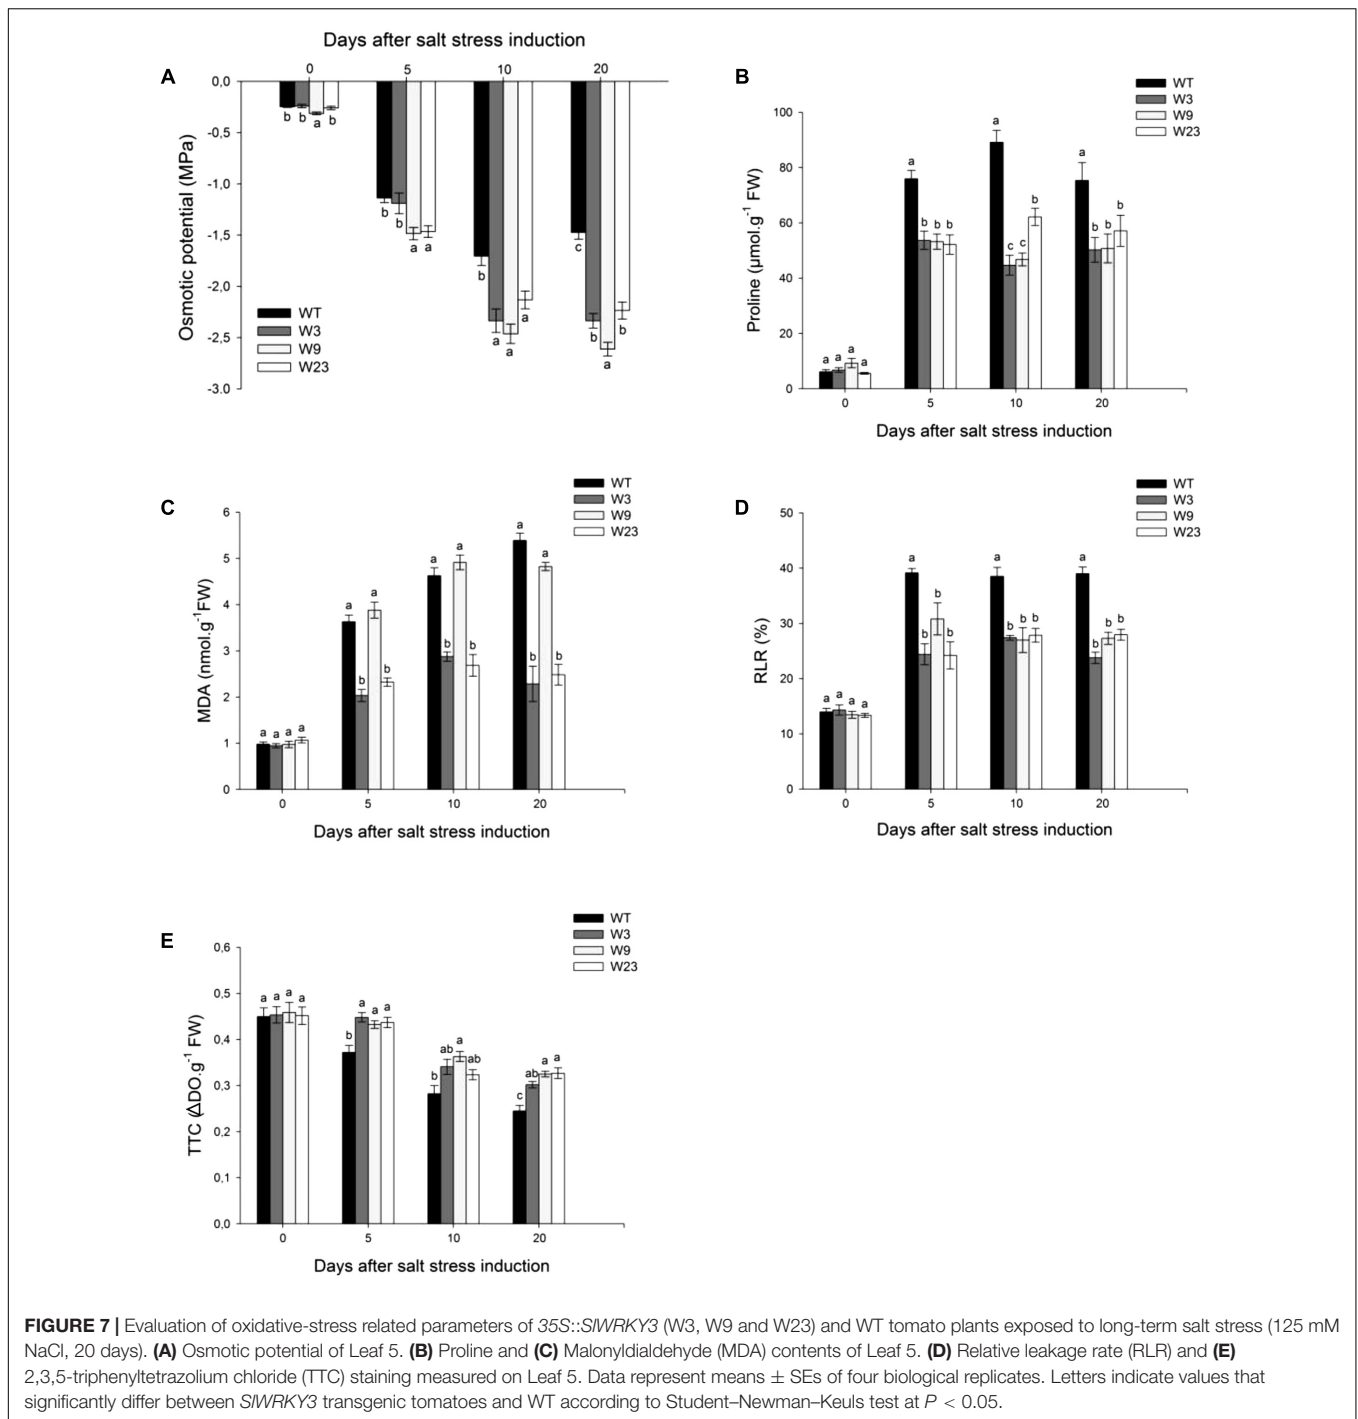 Days after salt stress induction
A
0 5 10 20
0,0
-0,5
-1,0
-1,5
-2,0
-2,5
-3.0
Osmotic potential (MPa)
b b a b
b b a a
b a a a
c b a b
WT
W3
W9
W23
B
WT
W3
W9
W23
100
80
60
40
20
0
Proline (µmol.g⁻¹ FW)
a a a a
a b b b
a c c b
a b b b
0 5 10 20
Days after salt stress induction
C
WT
W3
W9
W23
6
5
4
3
2
1
0
MDA (nmol.g⁻¹FW)
a a a a
a b a b
a b a b
a b a b
0 5 10 20
Days after salt stress induction
D
WT
W3
W9
W23
50
40
30
20
10
0
RLR (%)
a a a a
a b b b
a b b b
a b b b
0 5 10 20
Days after salt stress induction
E
WT
W3
W9
W23
0,6
0,5
0,4
0,3
0,2
0,1
0,0
TTC (ΔDO.g⁻¹ FW)
a a a a
b a a a
b ab a ab
c ab a a
0 5 10 20
Days after salt stress induction
FIGURE 7 | Evaluation of oxidative-stress related parameters of 35S::SlWRKY3 (W3, W9 and W23) and WT tomato plants exposed to long-term salt stress (125 mM
NaCl, 20 days). (A) Osmotic potential of Leaf 5. (B) Proline and (C) Malonyldialdehyde (MDA) contents of Leaf 5. (D) Relative leakage rate (RLR) and (E)
2,3,5-triphenyltetrazolium chloride (TTC) staining measured on Leaf 5. Data represent means ± SEs of four biological replicates. Letters indicate values that
significantly differ between SlWRKY3 transgenic tomatoes and WT according to Student–Newman–Keuls test at P < 0.05.